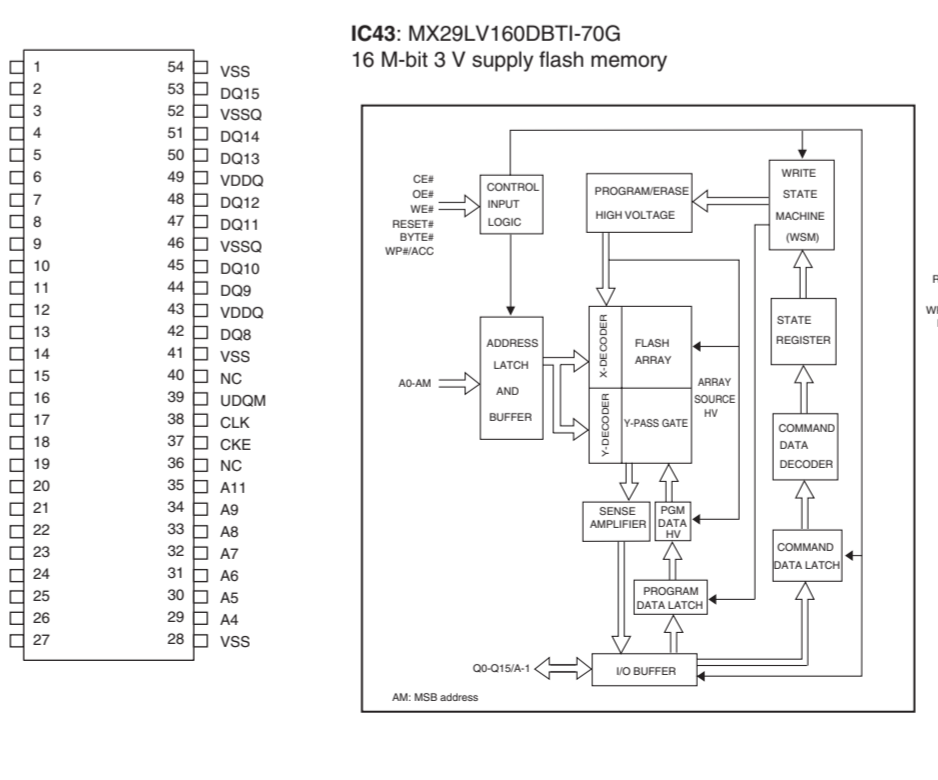 IC43: MX29LV160DBTI-70G
16 M-bit 3 V supply flash memory
1 54 VSS
2 53 DQ15
3 52 VSSQ
4 51 DQ14
5 50 DQ13
6 49 VDDQ
7 48 DQ12
8 47 DQ11
9 46 VSSQ
10 45 DQ10
11 44 DQ9
12 43 VDDQ
13 42 DQ8
14 41 VSS
15 40 NC
16 39 UDQM
17 38 CLK
18 37 CKE
19 36 NC
20 35 A11
21 34 A9
22 33 A8
23 32 A7
24 31 A6
25 30 A5
26 29 A4
27 28 VSS
CE#
OE#
WE#
RESET#
BYTE#
WP#/ACC
CONTROL
INPUT
LOGIC
PROGRAM/ERASE
HIGH VOLTAGE
WRITE
STATE
MACHINE
(WSM)
STATE
REGISTER
A0-AM
ADDRESS
LATCH
AND
BUFFER
X-DECODER
FLASH
ARRAY
Y-DECODER
Y-PASS GATE
ARRAY
SOURCE
HV
COMMAND
DATA
DECODER
SENSE
AMPLIFIER
PGM
DATA
HV
COMMAND
DATA LATCH
PROGRAM
DATA LATCH
Q0-Q15/A-1
I/O BUFFER
AM: MSB address